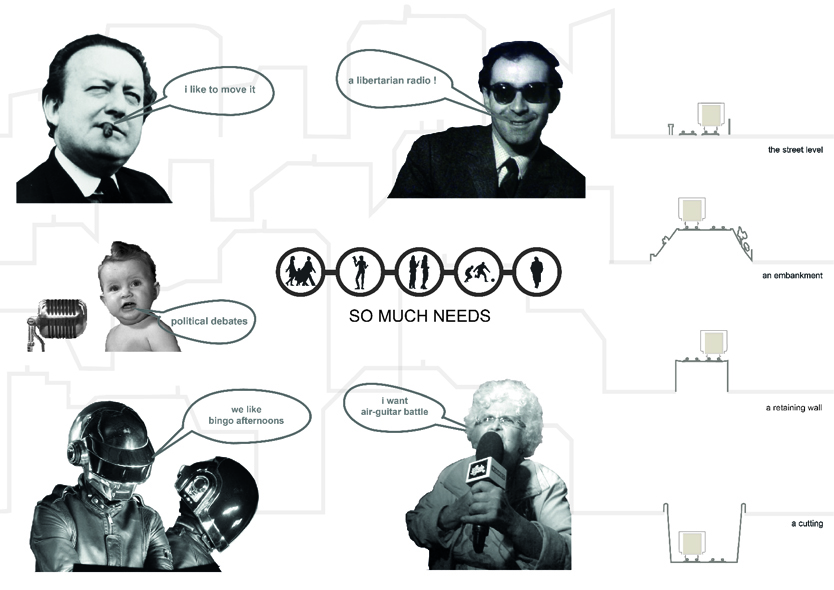 i like to move it
a libertarian radio !
the street level
an embankment
political debates
SO MUCH NEEDS
we like
bingo afternoons
i want
air-guitar battle
a retaining wall
a cutting